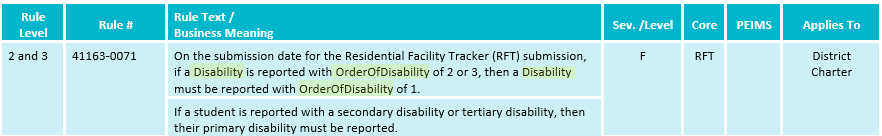 Rule Level
Rule #
Rule Text / Business Meaning
Sev. /Level
Core
PEIMS
Applies To
2 and 3
41163-0071
On the submission date for the Residential Facility Tracker (RFT) submission,
if a Disability is reported with OrderOfDisability of 2 or 3, then a Disability
must be reported with OrderOfDisability of 1.
F
RFT
District
Charter
If a student is reported with a secondary disability or tertiary disability, then
their primary disability must be reported.